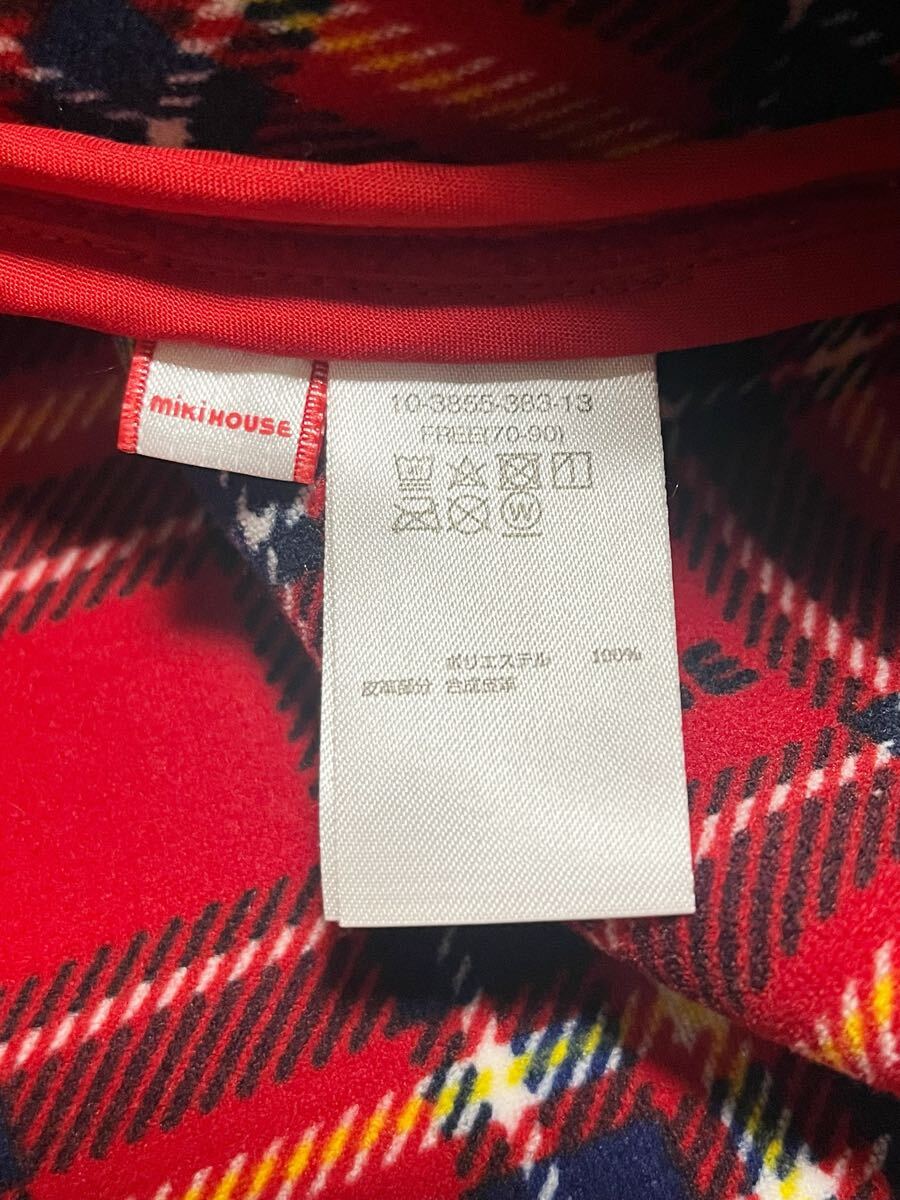 miKiHOUSE
10-3855-383-13
FREE(70-90)
W
ポリエステル 100%
皮革部分 合成皮革